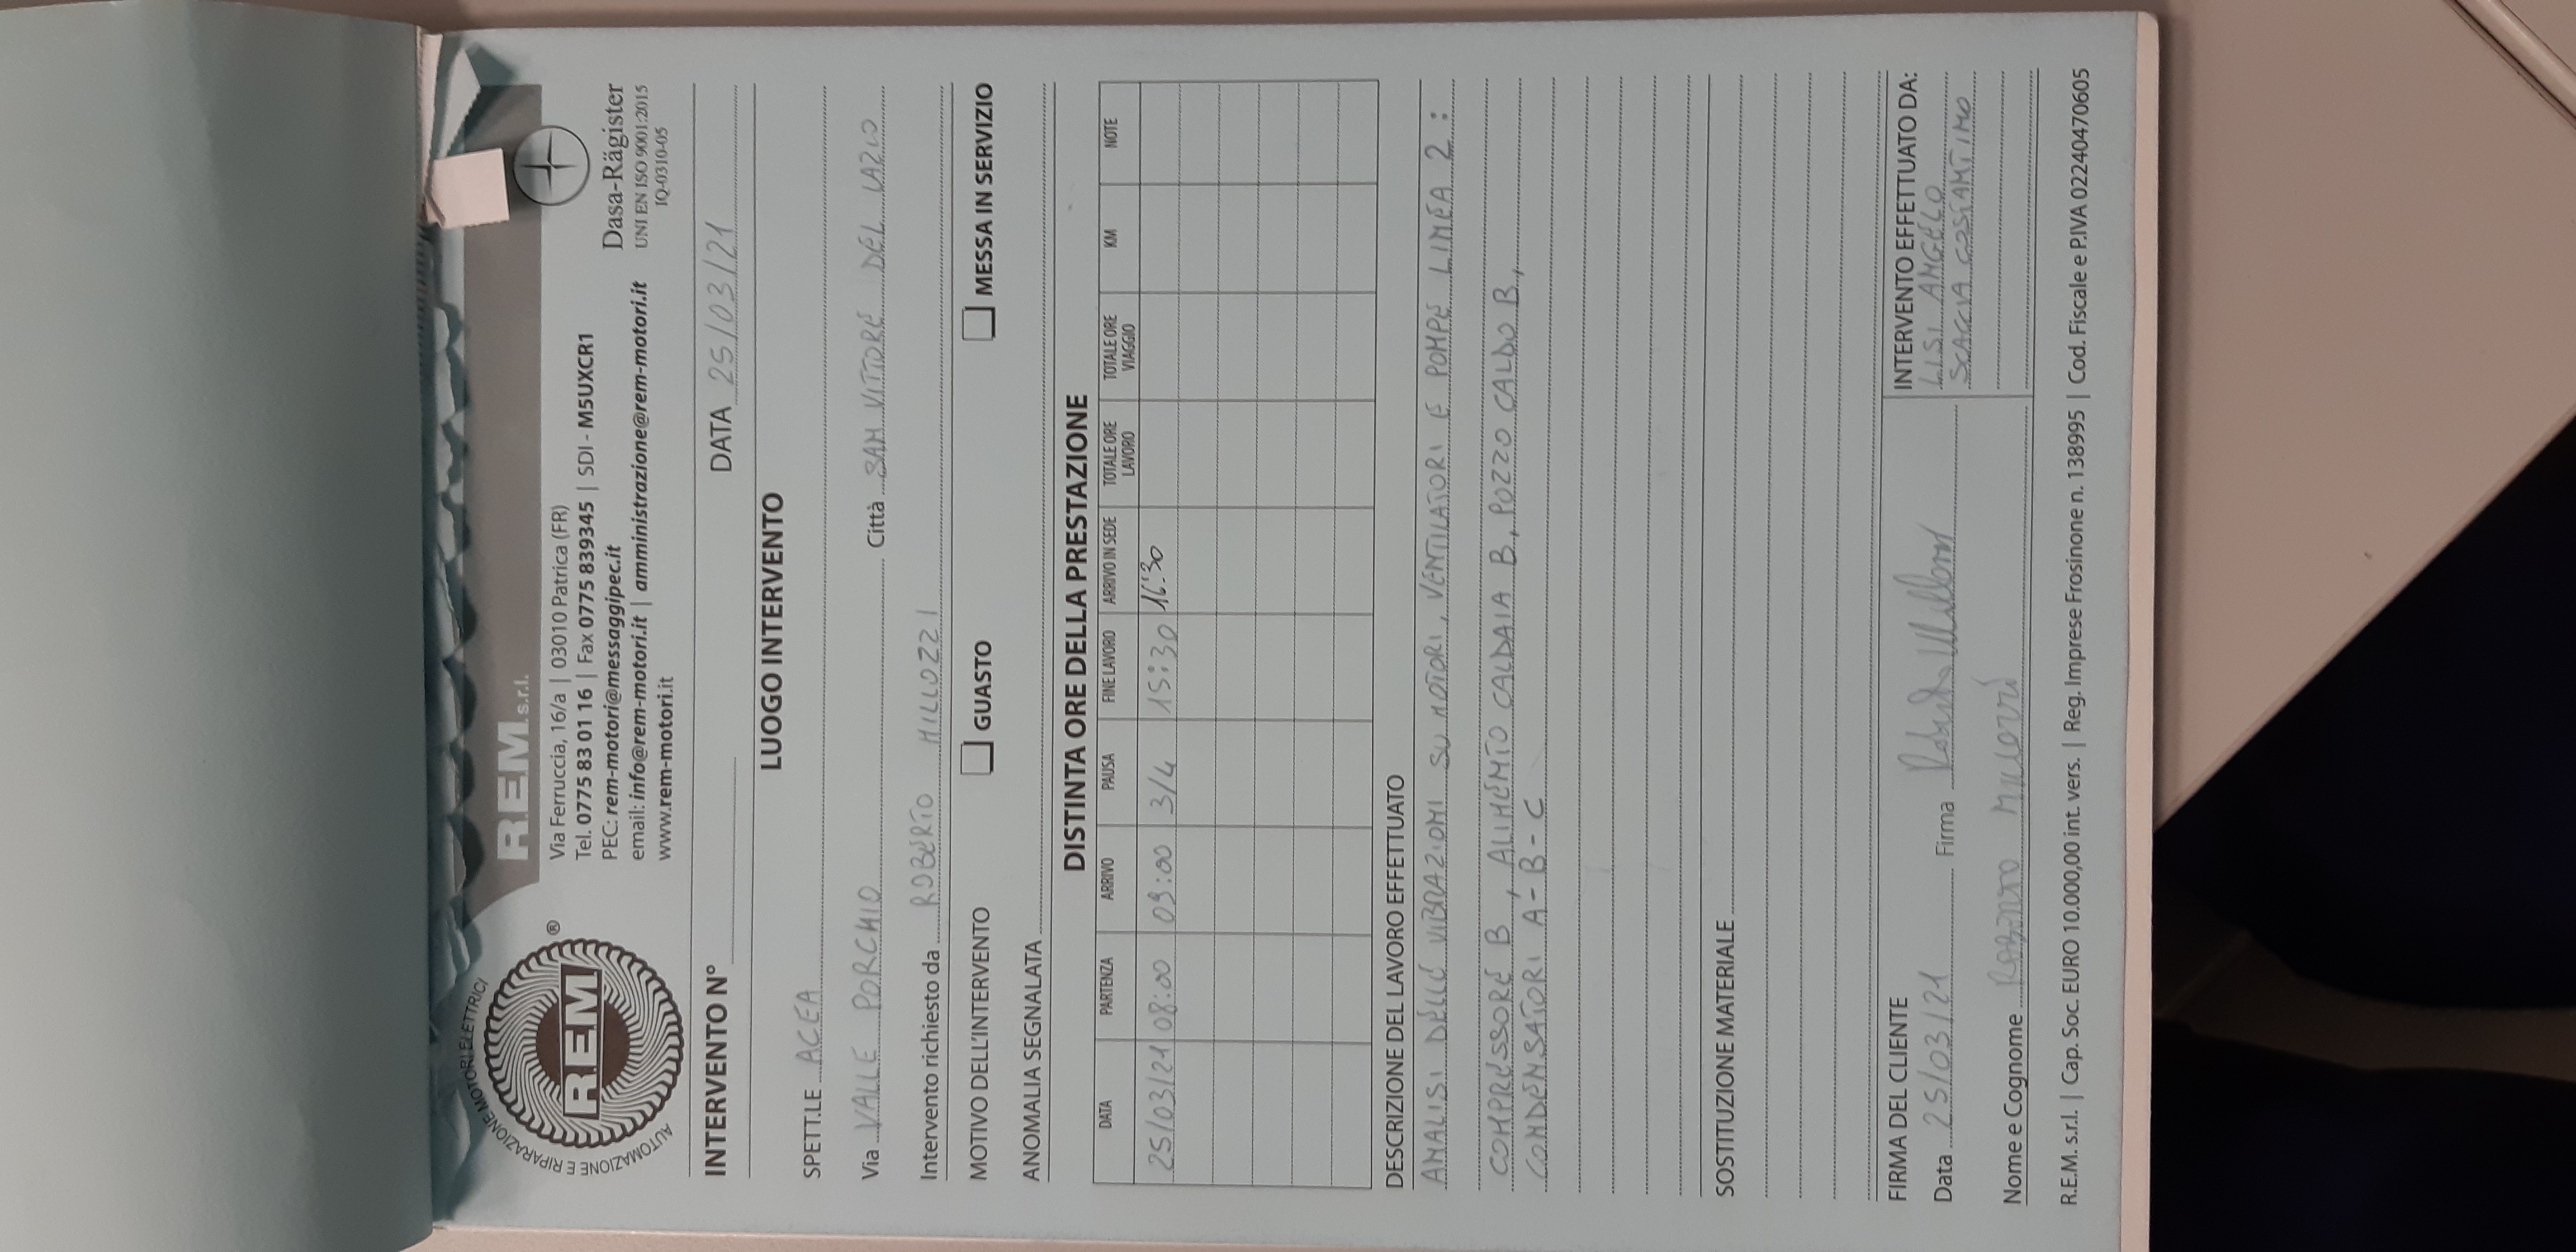 AUTOMAZIONE E RIPARAZIONE MOTORI ELETTRICI
REM ®
REM s.r.l.
Via Ferruccia, 16/a | 03010 Patrica (FR)
Tel. 0775 83 01 16 | Fax 0775 839345 | SDI - M5UXCR1
PEC: rem-motori@messaggipec.it
email: info@rem-motori.it | amministrazione@rem-motori.it
www.rem-motori.it
Dasa-Rägister
UNI EN ISO 9001:2015
IQ-0310-05
INTERVENTO N° DATA 25/03/21
LUOGO INTERVENTO
SPETT.LE ACEA
Via VALLE PORCHIO Città SAN VITTORE DEL LAZIO
Intervento richiesto da ROBERTO MILLOZZI
MOTIVO DELL'INTERVENTO GUASTO MESSA IN SERVIZIO
ANOMALIA SEGNALATA
DISTINTA ORE DELLA PRESTAZIONE
DATA PARTENZA ARRIVO PAUSA FINE LAVORO ARRIVO IN SEDE TOTALE ORE LAVORO TOTALE ORE VIAGGIO KM NOTE
25/03/21 08:00 09:00 3/4 15:30 16:30
DESCRIZIONE DEL LAVORO EFFETTUATO
ANALISI DELLE VIBRAZIONI SU MOTORI, VENTILATORI E POMPE LINEA 2 :
COMPRESSORE B, ALIMENTO CALDAIA B, POZZO CALDO B,
CONDENSATORI A - B - C
SOSTITUZIONE MATERIALE
FIRMA DEL CLIENTE
Data 25/03/21 Firma
Nome e Cognome ROBERTO Millozzi
INTERVENTO EFFETTUATO DA:
LISI ANGELO
SCACCIA COSTANTINO
R.E.M. s.r.l. | Cap. Soc. EURO 10.000,00 int. vers. | Reg. Imprese Frosinone n. 138995 | Cod. Fiscale e P.IVA 02240470605